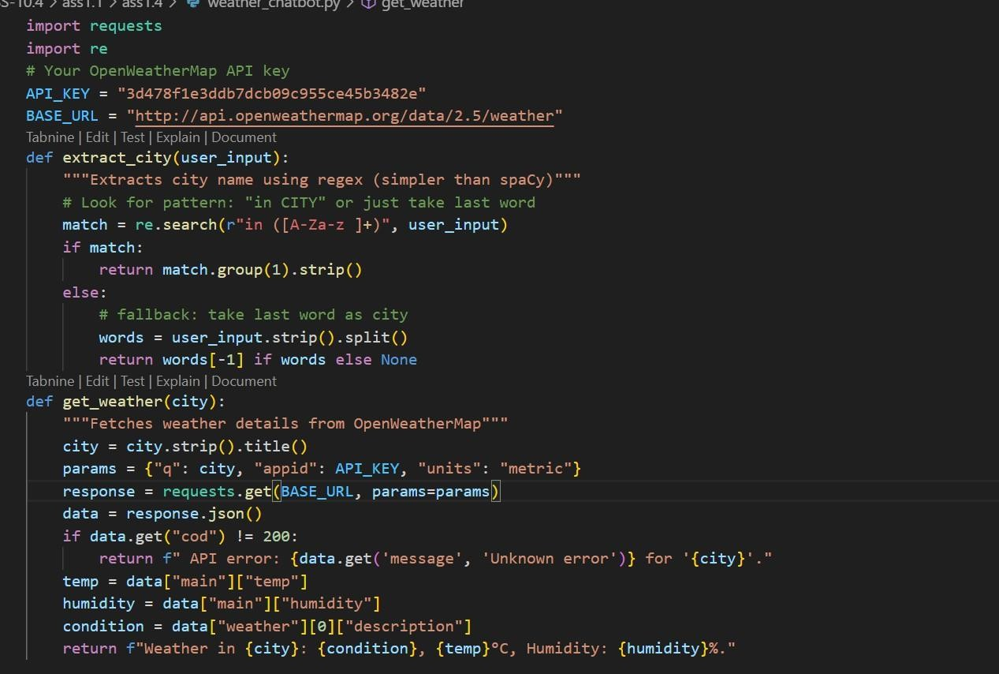 S-10.4 > ass1.1 > ass1.4 > weather_chatbot.py > get_weather
import requests
import re
# Your OpenWeatherMap API key
API_KEY = "3d478f1e3ddb7dcb09c955ce45b3482e"
BASE_URL = "http://api.openweathermap.org/data/2.5/weather"
Tabnine | Edit | Test | Explain | Document
def extract_city(user_input):
    """Extracts city name using regex (simpler than spaCy)"""
    # Look for pattern: "in CITY" or just take last word
    match = re.search(r"in ([A-Za-z ]+)", user_input)
    if match:
        return match.group(1).strip()
    else:
        # fallback: take last word as city
        words = user_input.strip().split()
        return words[-1] if words else None
Tabnine | Edit | Test | Explain | Document
def get_weather(city):
    """Fetches weather details from OpenWeatherMap"""
    city = city.strip().title()
    params = {"q": city, "appid": API_KEY, "units": "metric"}
    response = requests.get(BASE_URL, params=params)
    data = response.json()
    if data.get("cod") != 200:
        return f" API error: {data.get('message', 'Unknown error')} for '{city}'."
    temp = data["main"]["temp"]
    humidity = data["main"]["humidity"]
    condition = data["weather"][0]["description"]
    return f"Weather in {city}: {condition}, {temp}°C, Humidity: {humidity}%."